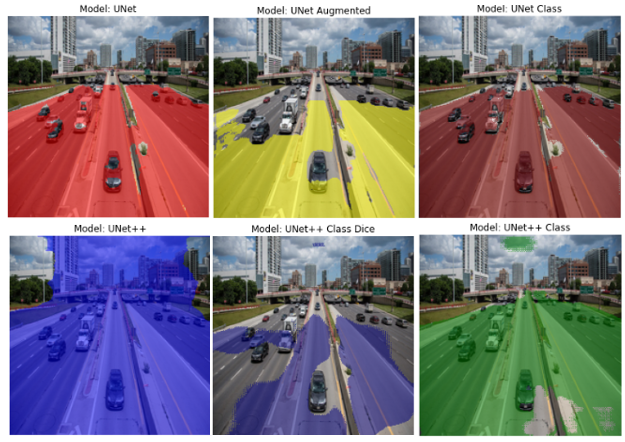 Model: UNet
Model: UNet Augmented
Model: UNet Class
Model: UNet++
Model: UNet++ Class Dice
Model: UNet++ Class